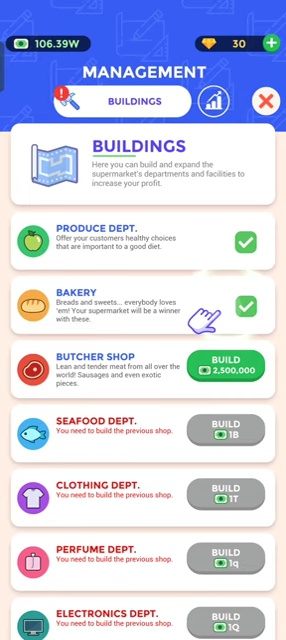 106.39W
30
MANAGEMENT
BUILDINGS
BUILDINGS
Here you can build and expand the
supermarket's departments and facilities to
increase your profit.
PRODUCE DEPT.
Offer your customers healthy choices
that are important to a good diet.
BAKERY
Breads and sweets... everybody loves
'em! Your supermarket will be a winner
with these.
BUTCHER SHOP
Lean and tender meat from all over the
world! Sausages and even exotic
pieces.
BUILD
2,500,000
SEAFOOD DEPT.
You need to build the previous shop.
BUILD
1B
CLOTHING DEPT.
You need to build the previous shop.
BUILD
1T
PERFUME DEPT.
You need to build the previous shop.
BUILD
1q
ELECTRONICS DEPT.
You need to build the previous shop.
BUILD
1Q